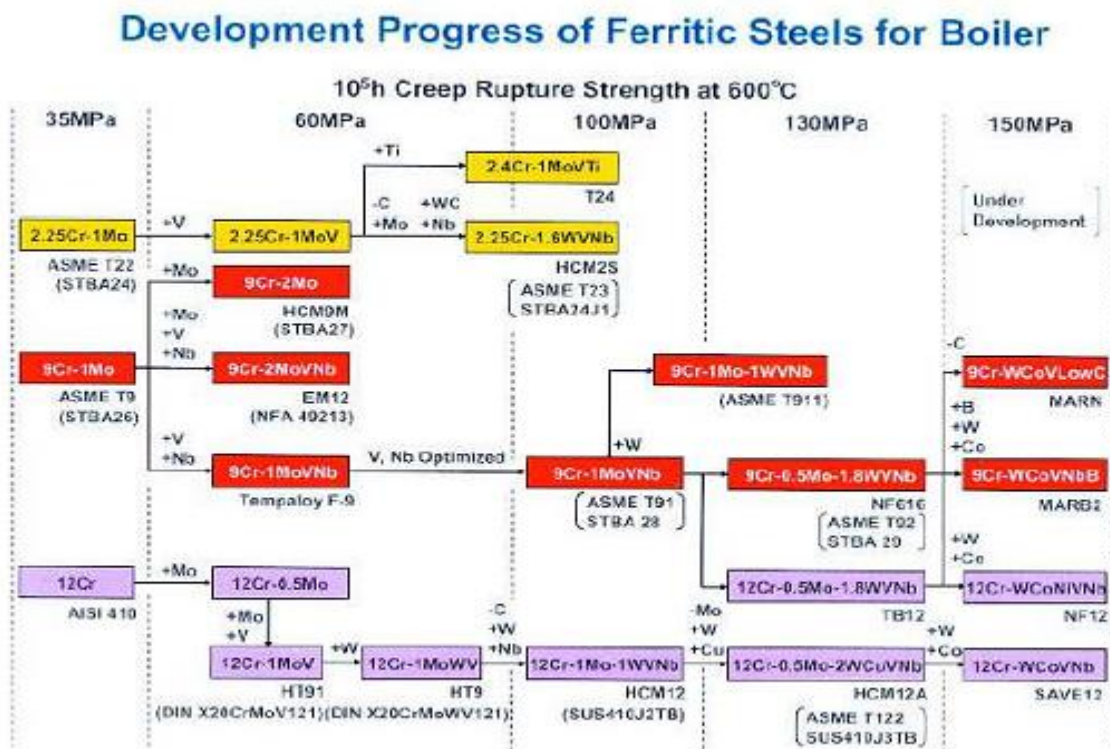 Development Progress of Ferritic Steels for Boiler
10⁵h Creep Rupture Strength at 600°C
35MPa
60MPa
100MPa
130MPa
150MPa
+Ti
2.4Cr-1MoVTi
T24
[Under
Development]
-C +WC
+Mo +Nb
2.25Cr-1Mo
+V
2.25Cr-1MoV
2.25Cr-1.6WVNb
ASME T22
(STBA24)
HCM2S
[ASME T23
STBA24J1]
+Mo
9Cr-2Mo
HCM9M
(STBA27)
+Mo
+V
+Nb
9Cr-1Mo
9Cr-2MoVNb
ASME T9
(STBA26)
EM12
(NFA 49213)
9Cr-1Mo-1WVNb
(ASME T911)
-C
9Cr-WCoVLowC
MARN
+V
+Nb
9Cr-1MoVNb
Tempaloy F-9
V, Nb Optimized
+W
9Cr-1MoVNb
[ASME T91
STBA 28]
9Cr-0.5Mo-1.8WVNb
NF616
[ASME T92
STBA 29]
+B
+W
+Co
9Cr-WCoVNbB
MARB2
12Cr
AISI 410
+Mo
12Cr-0.5Mo
12Cr-0.5Mo-1.8WVNb
TB12
+W
+Co
12Cr-WCoNiVNb
NF12
+Mo
+V
12Cr-1MoV
HT91
(DIN X20CrMoV121)
+W
12Cr-1MoWV
HT9
(DIN X20CrMoWV121)
-C
+W
+Nb
12Cr-1Mo-1WVNb
HCM12
(SUS410J2TB)
-Mo
+W
+Cu
12Cr-0.5Mo-2WCuVNb
HCM12A
[ASME T122
SUS410J3TB]
+W
+Co
12Cr-WCoVNb
SAVE12